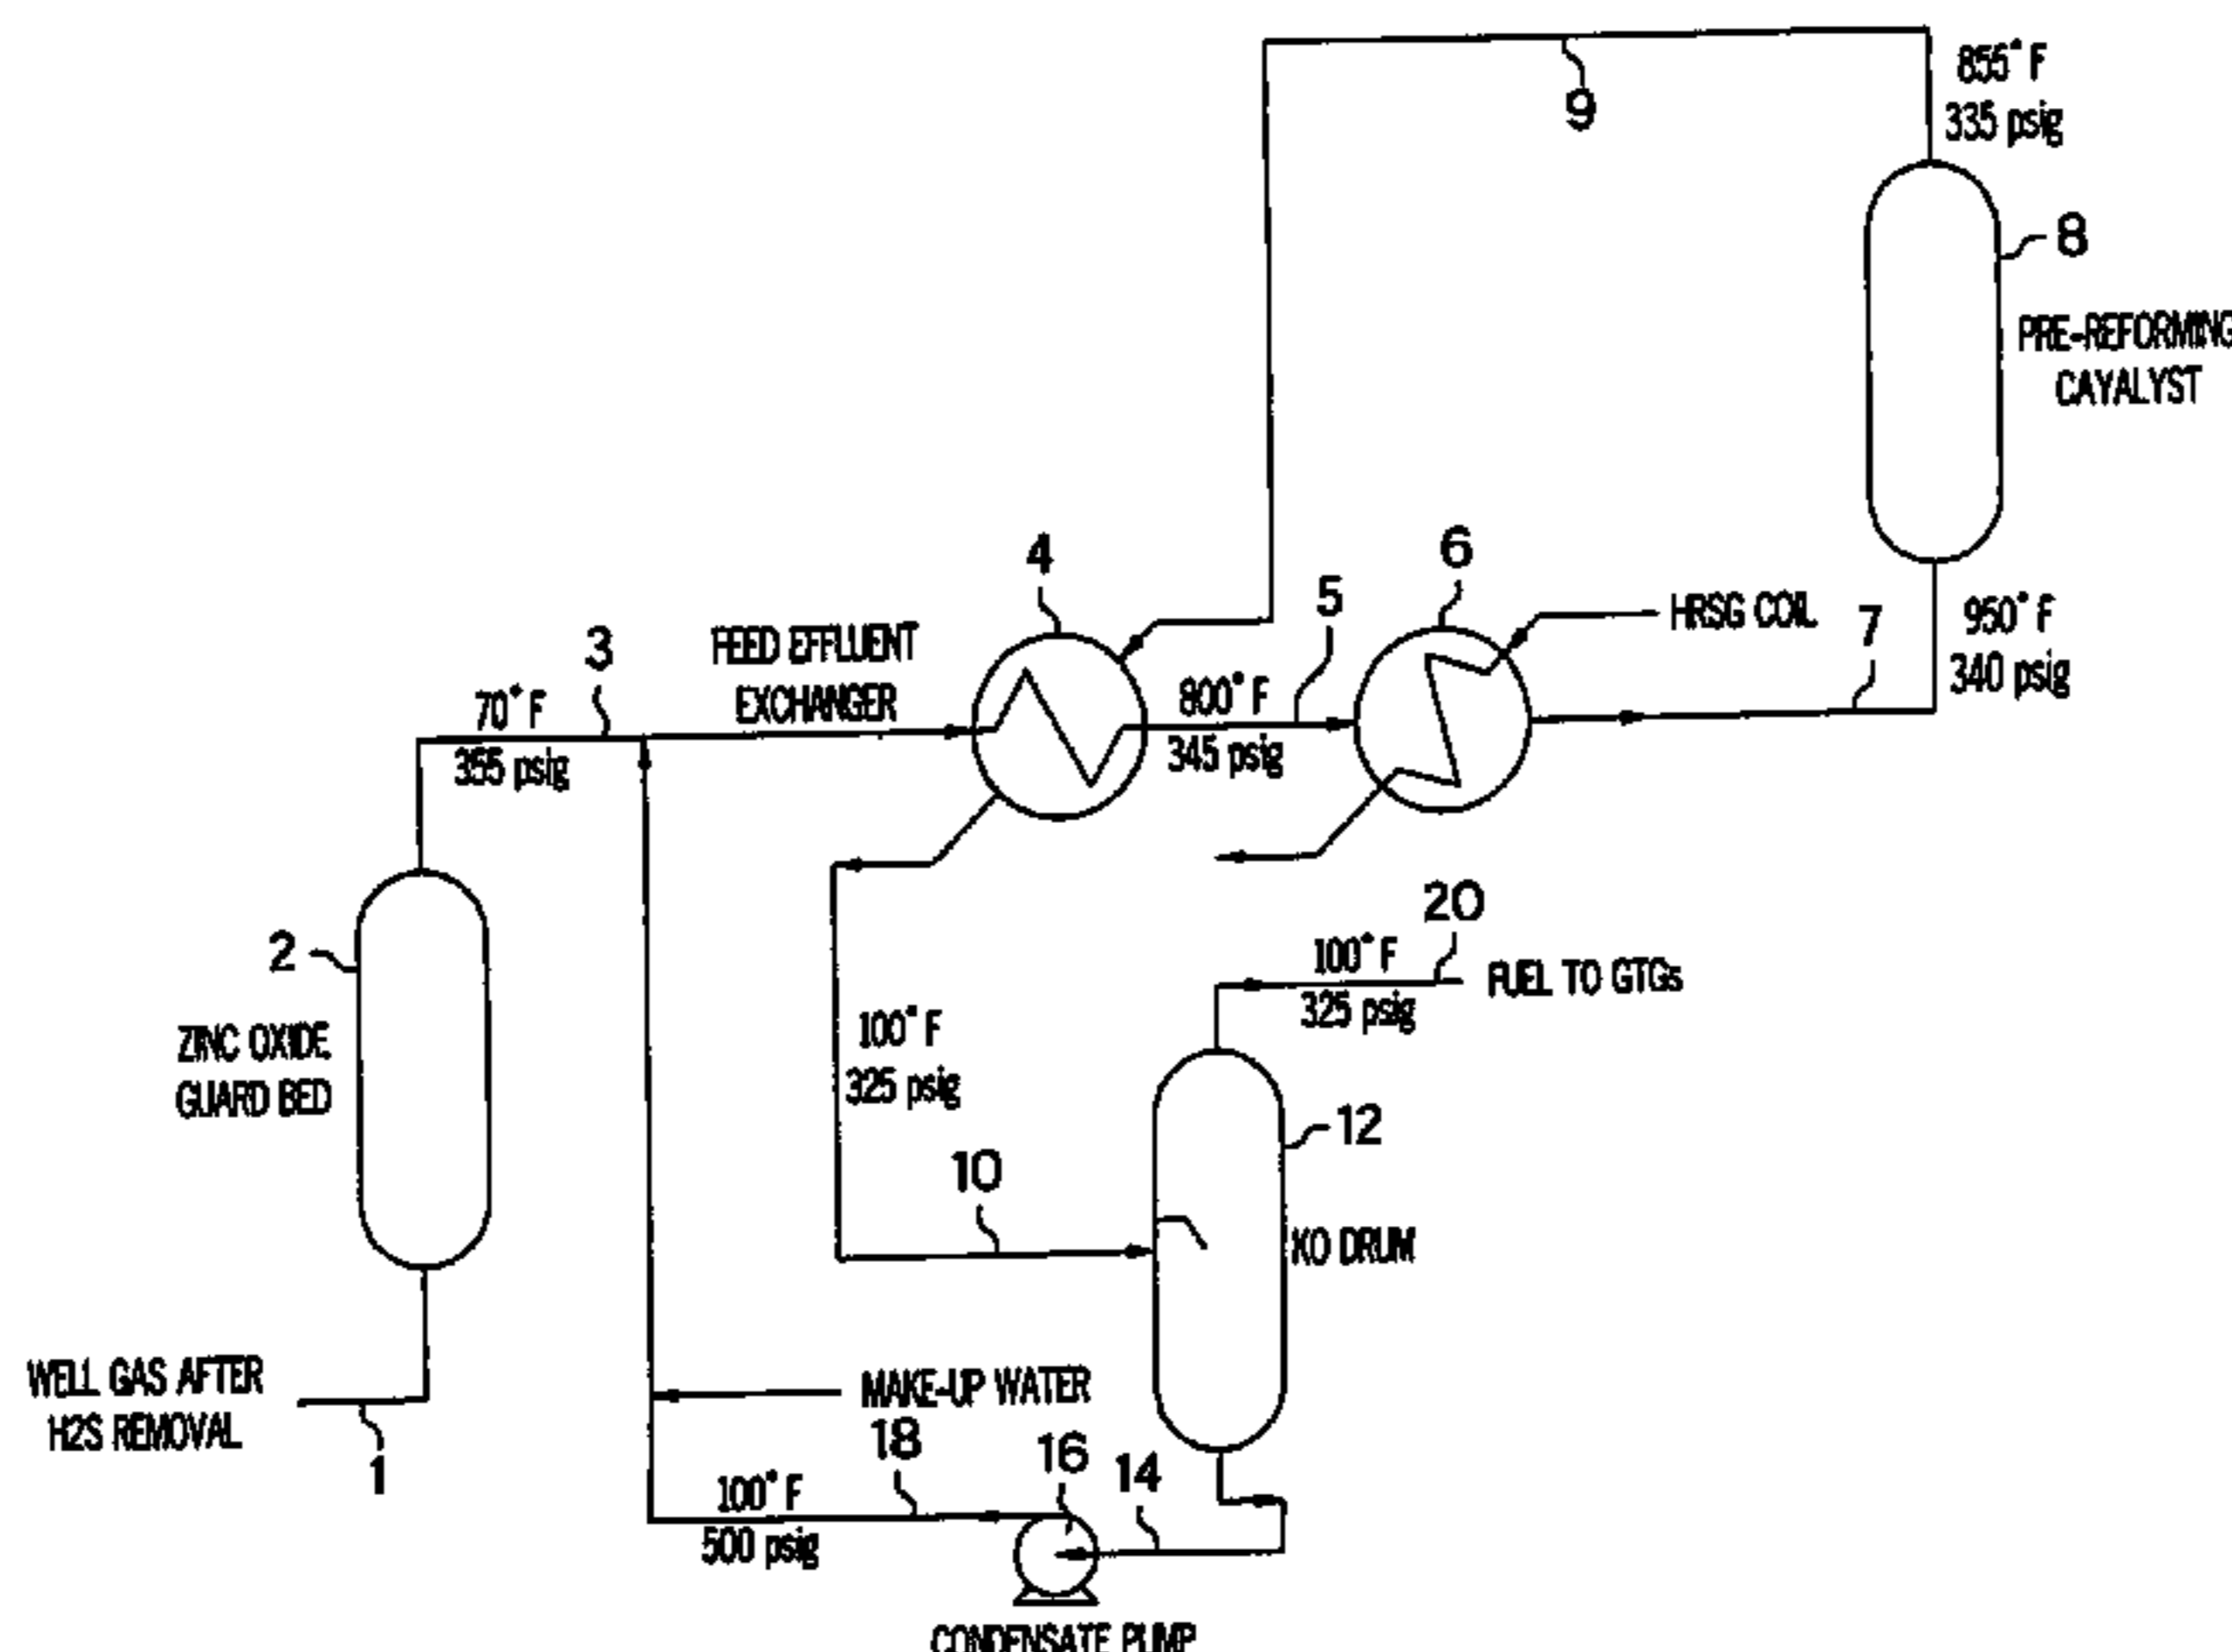 855°F
335 psig
9
8
PRE-REFORMING
CAYALYST
4
6
5
HRSG COIL
7
950°F
340 psig
3
FEED EFFLUENT
EXCHANGER
70°F
355 psig
800°F
345 psig
2
ZINC OXIDE
GUARD BED
20
100°F
325 psig
FUEL TO GTGs
100°F
325 psig
12
10
KO DRUM
WELL GAS AFTER
H2S REMOVAL
1
MAKE-UP WATER
18
16
14
100°F
500 psig
CONDENSATE PUMP